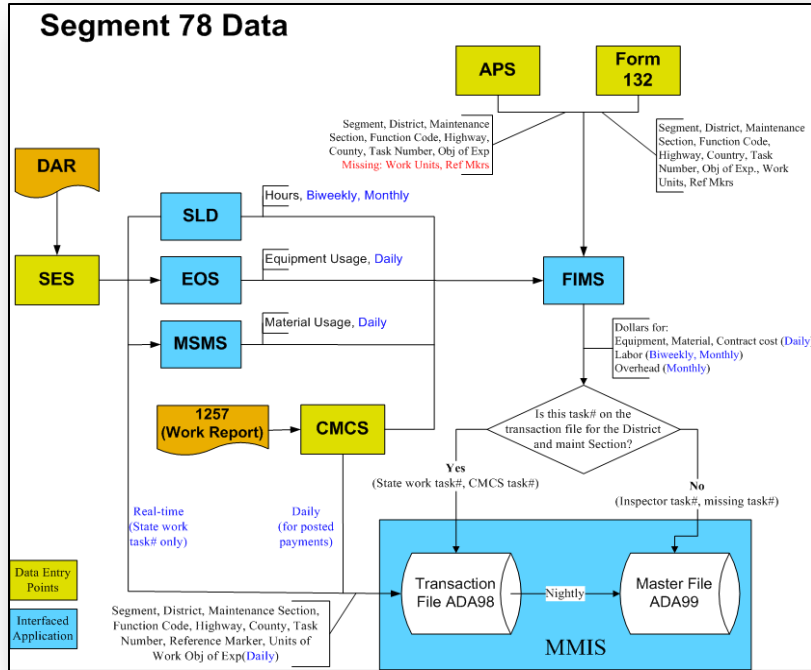 Segment 78 Data
APS
Form
132
Segment, District, Maintenance
Section, Function Code, Highway,
County, Task Number, Obj of Exp
Missing: Work Units, Ref Mkrs
Segment, District, Maintenance
Section, Function Code,
Highway, Country, Task
Number, Obj of Exp., Work
Units, Ref Mkrs
DAR
SES
SLD
Hours, Biweekly, Monthly
EOS
Equipment Usage, Daily
MSMS
Material Usage, Daily
FIMS
Dollars for:
Equipment, Material, Contract cost (Daily
Labor (Biweekly, Monthly)
Overhead (Monthly)
1257
(Work Report)
CMCS
Is this task# on the
transaction file for the District
and maint Section?
Yes
(State work task#, CMCS task#)
No
(Inspector task#, missing task#)
Real-time
(State work
task# only)
Daily
(for posted
payments)
Data Entry
Points
Interfaced
Application
Segment, District, Maintenance Section,
Function Code, Highway, County, Task
Number, Reference Marker, Units of
Work Obj of Exp(Daily)
Transaction
File ADA98
Nightly
Master File
ADA99
MMIS